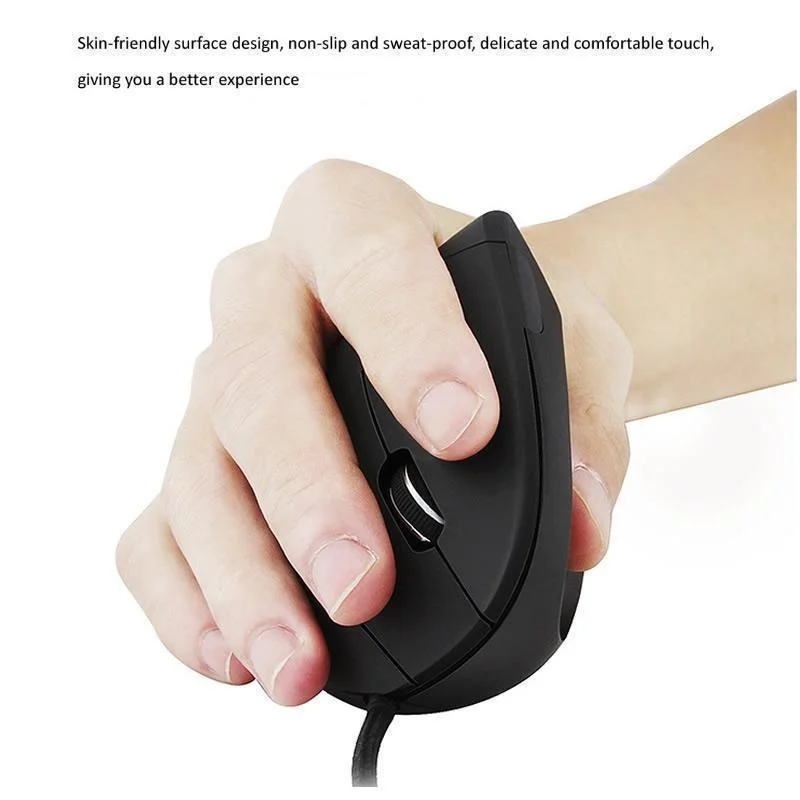 Skin-friendly surface design, non-slip and sweat-proof, delicate and comfortable touch,
giving you a better experience